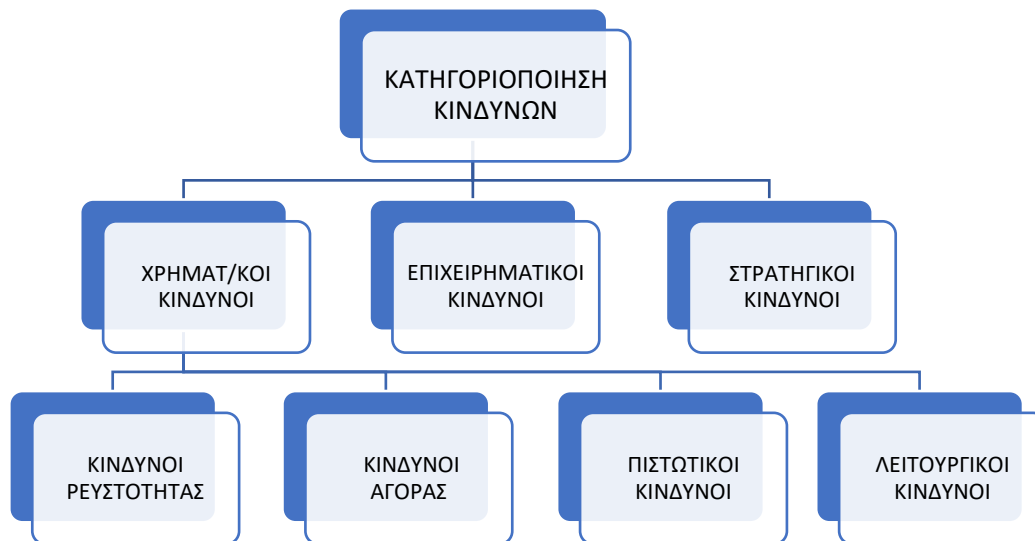 ΚΑΤΗΓΟΡΙΟΠΟΙΗΣΗ
ΚΙΝΔΥΝΩΝ
ΧΡΗΜΑΤ/ΚΟΙ
ΚΙΝΔΥΝΟΙ
ΕΠΙΧΕΙΡΗΜΑΤΙΚΟΙ
ΚΙΝΔΥΝΟΙ
ΣΤΡΑΤΗΓΙΚΟΙ
ΚΙΝΔΥΝΟΙ
ΚΙΝΔΥΝΟΙ
ΡΕΥΣΤΟΤΗΤΑΣ
ΚΙΝΔΥΝΟΙ
ΑΓΟΡΑΣ
ΠΙΣΤΩΤΙΚΟΙ
ΚΙΝΔΥΝΟΙ
ΛΕΙΤΟΥΡΓΙΚΟΙ
ΚΙΝΔΥΝΟΙ